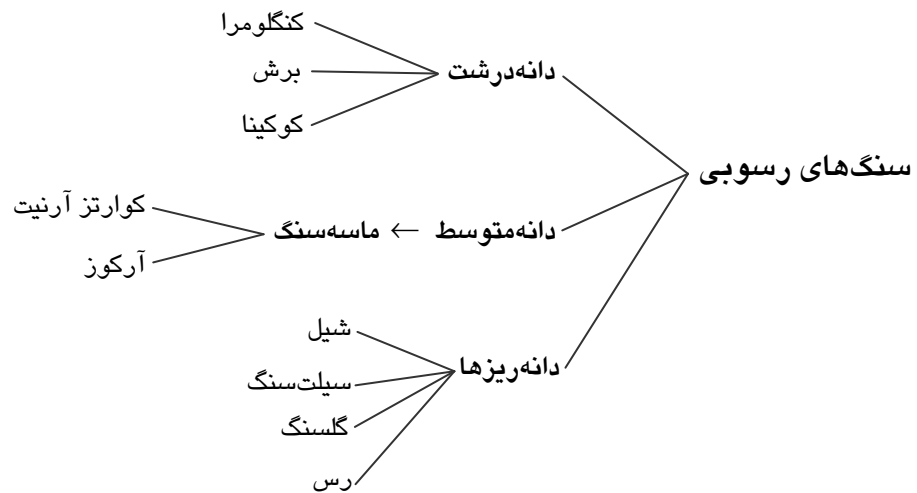 سنگ‌های رسوبی
دانه‌درشت
کنگلومرا
برش
کوکینا
دانه‌متوسط ← ماسه‌سنگ
کوارتز آرنیت
آرکوز
دانه‌ریزها
شیل
سیلت‌سنگ
گلسنگ
رس